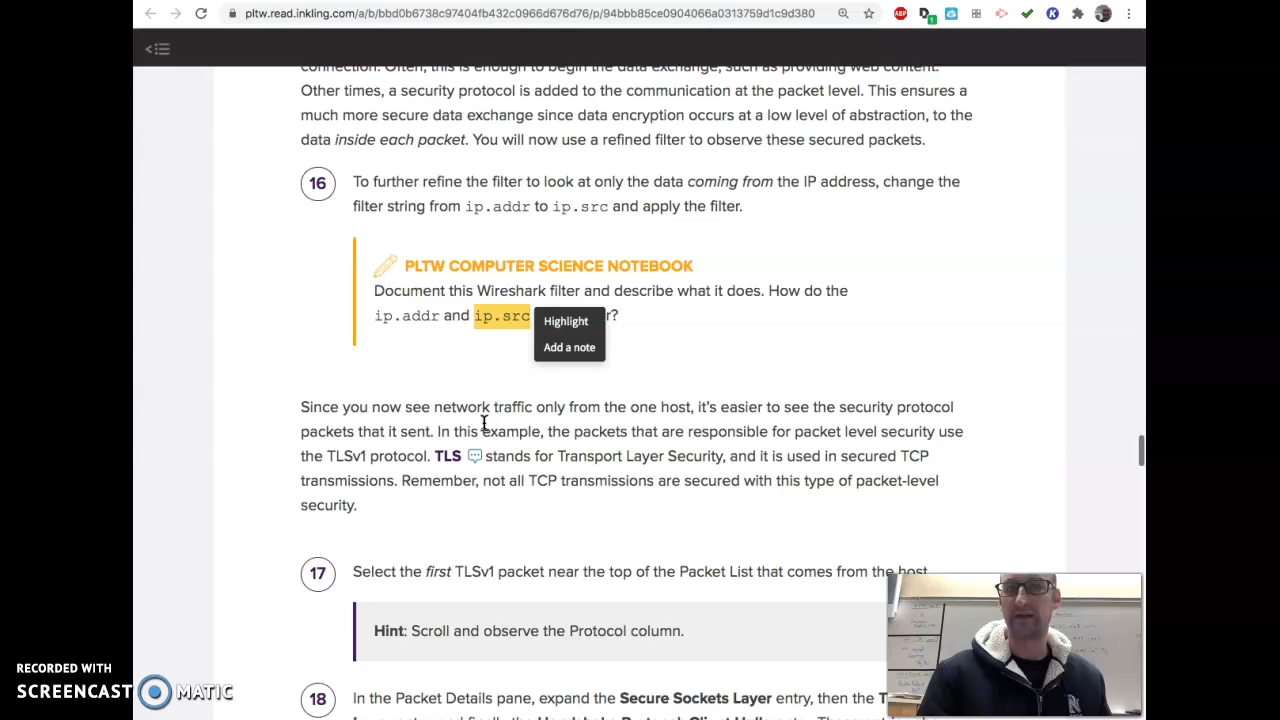 pltw.read.inkling.com/a/b/bbd0b6738c97404fb432c0966d676d76/p/94bbb85ce0904066a0313759d1c9d380
connection. Often, this is enough to begin the data exchange, such as providing web content.
Other times, a security protocol is added to the communication at the packet level. This ensures a
much more secure data exchange since data encryption occurs at a low level of abstraction, to the
data inside each packet. You will now use a refined filter to observe these secured packets.
16 To further refine the filter to look at only the data coming from the IP address, change the
filter string from ip.addr to ip.src and apply the filter.
PLTW COMPUTER SCIENCE NOTEBOOK
Document this Wireshark filter and describe what it does. How do the
ip.addr and ip.src r?
Highlight
Add a note
Since you now see network traffic only from the one host, it's easier to see the security protocol
packets that it sent. In this example, the packets that are responsible for packet level security use
the TLSv1 protocol. TLS stands for Transport Layer Security, and it is used in secured TCP
transmissions. Remember, not all TCP transmissions are secured with this type of packet-level
security.
17 Select the first TLSv1 packet near the top of the Packet List that comes from the host.
Hint: Scroll and observe the Protocol column.
18 In the Packet Details pane, expand the Secure Sockets Layer entry, then the
RECORDED WITH
SCREENCAST MATIC